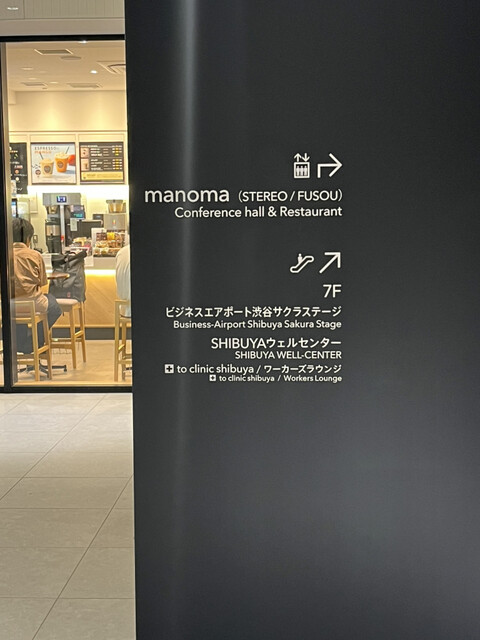 manoma (STEREO / FUSOU)
Conference hall & Restaurant
7F
ビジネスエアポート渋谷サクラステージ
Business-Airport Shibuya Sakura Stage
SHIBUYAウェルセンター
SHIBUYA WELL-CENTER
to clinic shibuya / ワーカーズラウンジ
to clinic shibuya / Workers Lounge
ESPRESSO